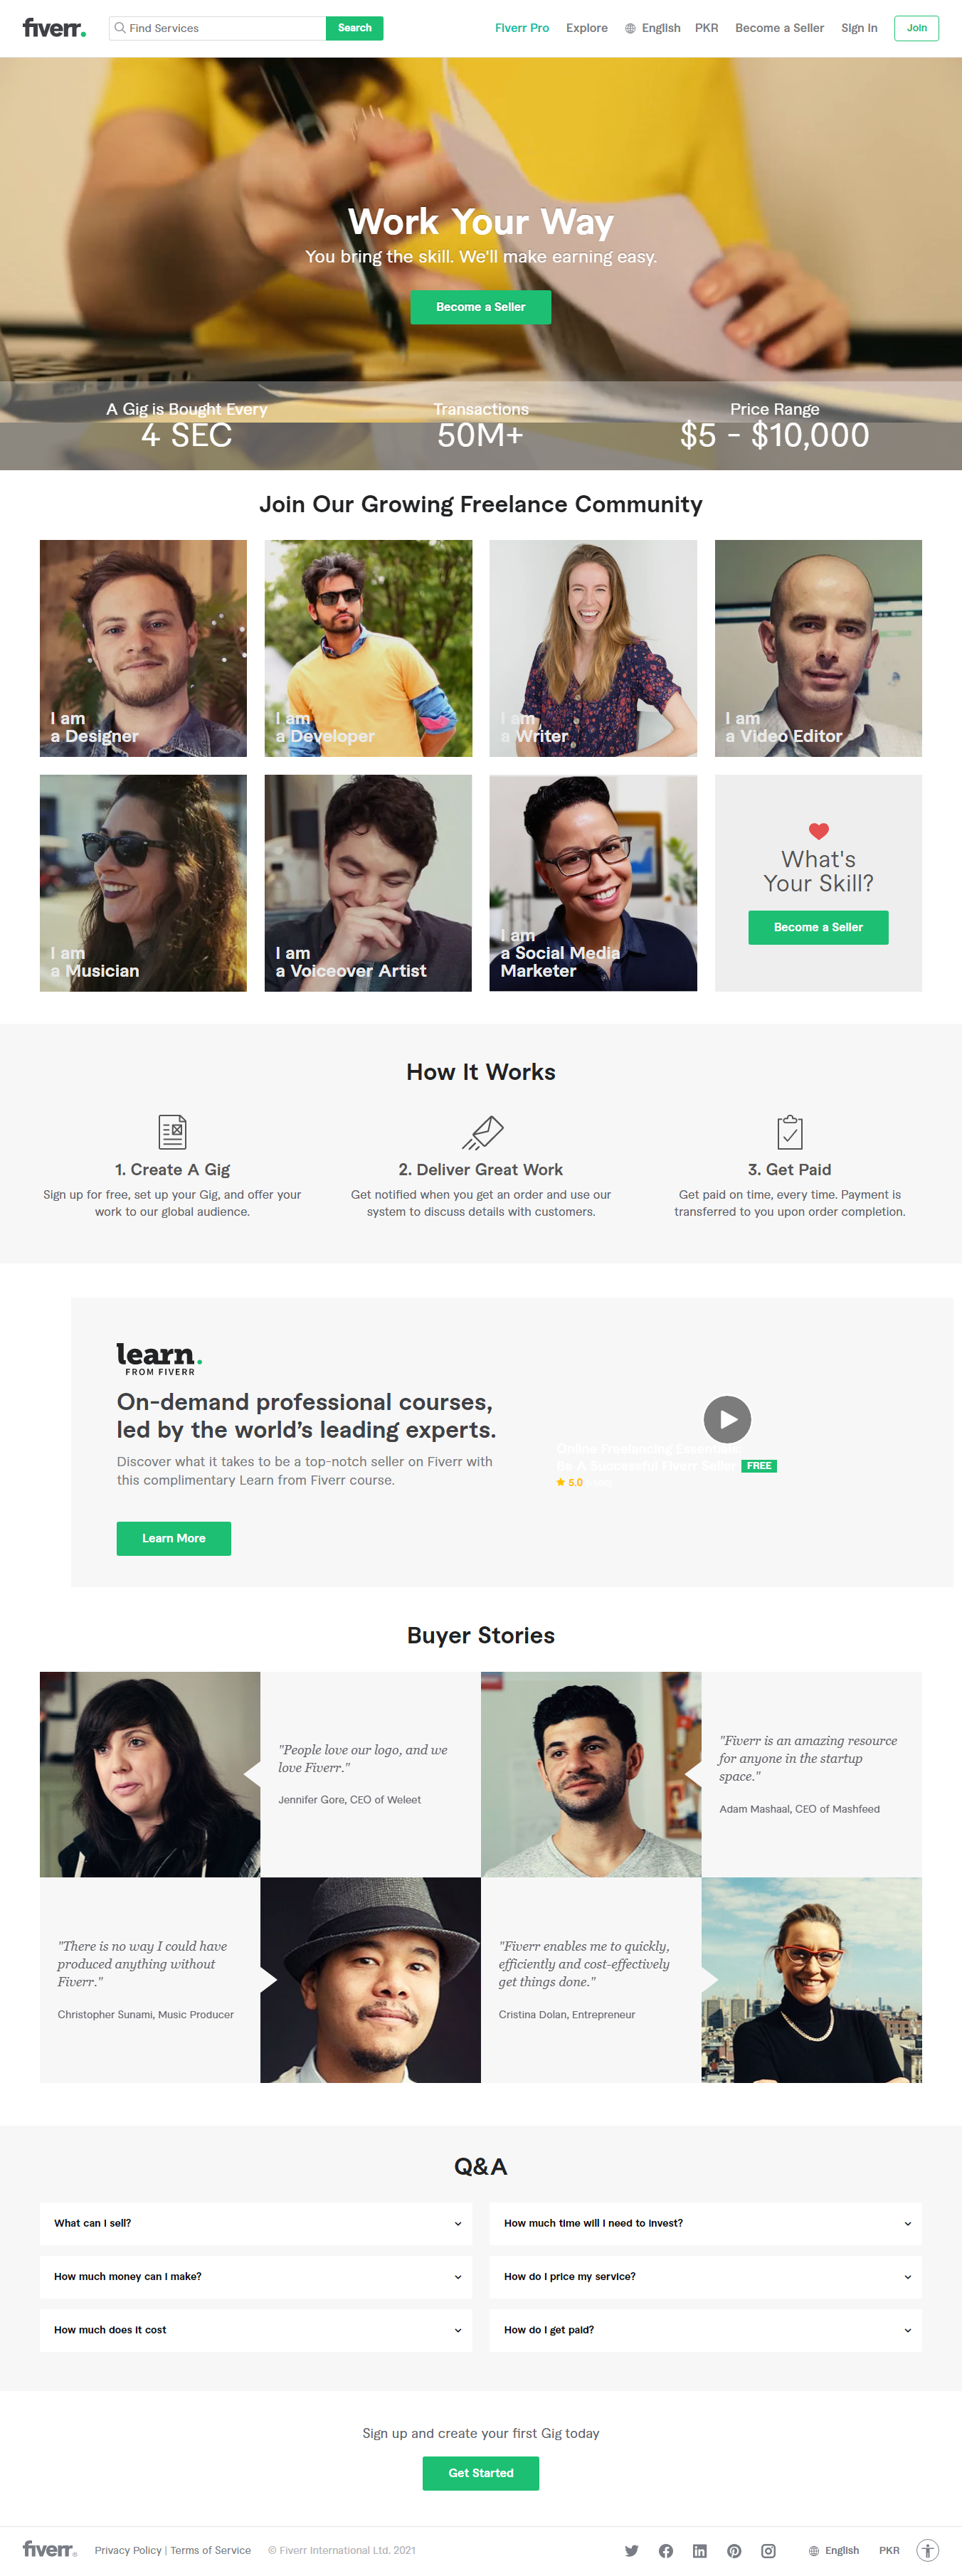 fiverr.
Find Services
Search
Fiverr Pro
Explore
English
PKR
Become a Seller
Sign In
Join
Work Your Way
You bring the skill. We'll make earning easy.
Become a Seller
A Gig is Bought Every
4 SEC
Transactions
50M+
Price Range
$5 - $10,000
Join Our Growing Freelance Community
I am
a Designer
I am
a Developer
I am
a Writer
I am
a Video Editor
I am
a Musician
I am
a Voiceover Artist
I am
a Social Media
Marketer
What's
Your Skill?
Become a Seller
How It Works
1. Create A Gig
Sign up for free, set up your Gig, and offer your
work to our global audience.
2. Deliver Great Work
Get notified when you get an order and use our
system to discuss details with customers.
3. Get Paid
Get paid on time, every time. Payment is
transferred to you upon order completion.
learn.
FROM FIVERR
On-demand professional courses,
led by the world’s leading experts.
Discover what it takes to be a top-notch seller on Fiverr with
this complimentary Learn from Fiverr course.
Learn More
Online Freelancing Essentials:
Be A Successful Fiverr Seller FREE
5.0
Buyer Stories
"People love our logo, and we
love Fiverr."
Jennifer Gore, CEO of Weleet
"Fiverr is an amazing resource
for anyone in the startup
space."
Adam Mashaal, CEO of Mashfeed
"There is no way I could have
produced anything without
Fiverr."
Christopher Sunami, Music Producer
"Fiverr enables me to quickly,
efficiently and cost-effectively
get things done."
Cristina Dolan, Entrepreneur
Q&A
What can I sell?
How much time will I need to invest?
How much money can I make?
How do I price my service?
How much does it cost
How do I get paid?
Sign up and create your first Gig today
Get Started
fiverr®
Privacy Policy | Terms of Service
© Fiverr International Ltd. 2021
English
PKR